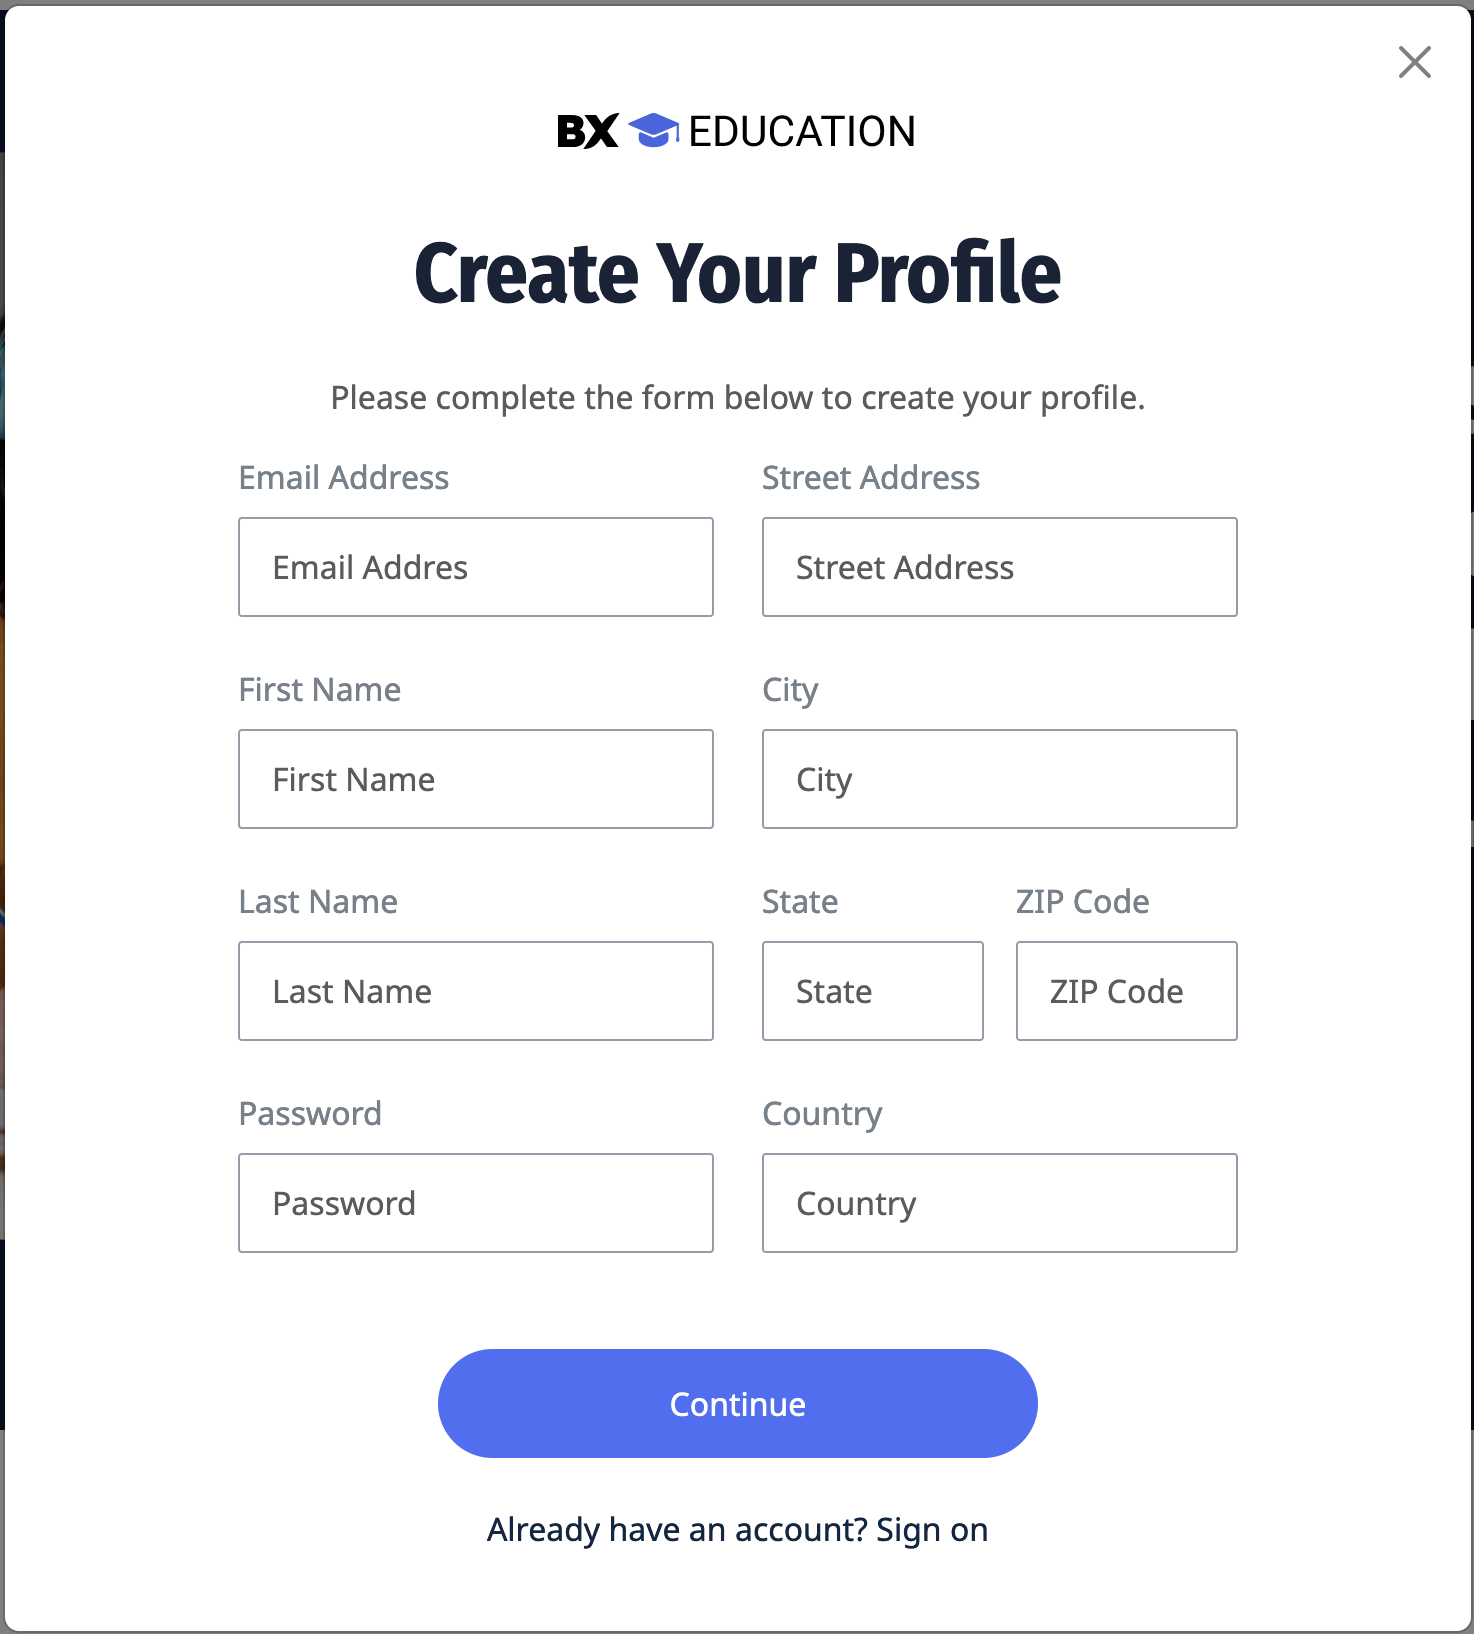 BX EDUCATION
Create Your Profile
Please complete the form below to create your profile.
Email Address
Email Addres
First Name
First Name
Last Name
Last Name
Password
Password
Street Address
Street Address
City
City
State
State
ZIP Code
ZIP Code
Country
Country
Continue
Already have an account? Sign on